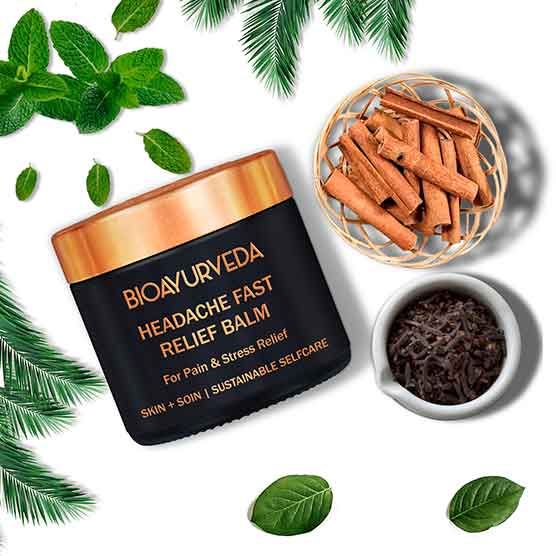 BIOAYURVEDA
HEADACHE FAST
RELIEF BALM
For Pain & Stress Relief
SKIN + SOIN | SUSTAINABLE SELFCARE